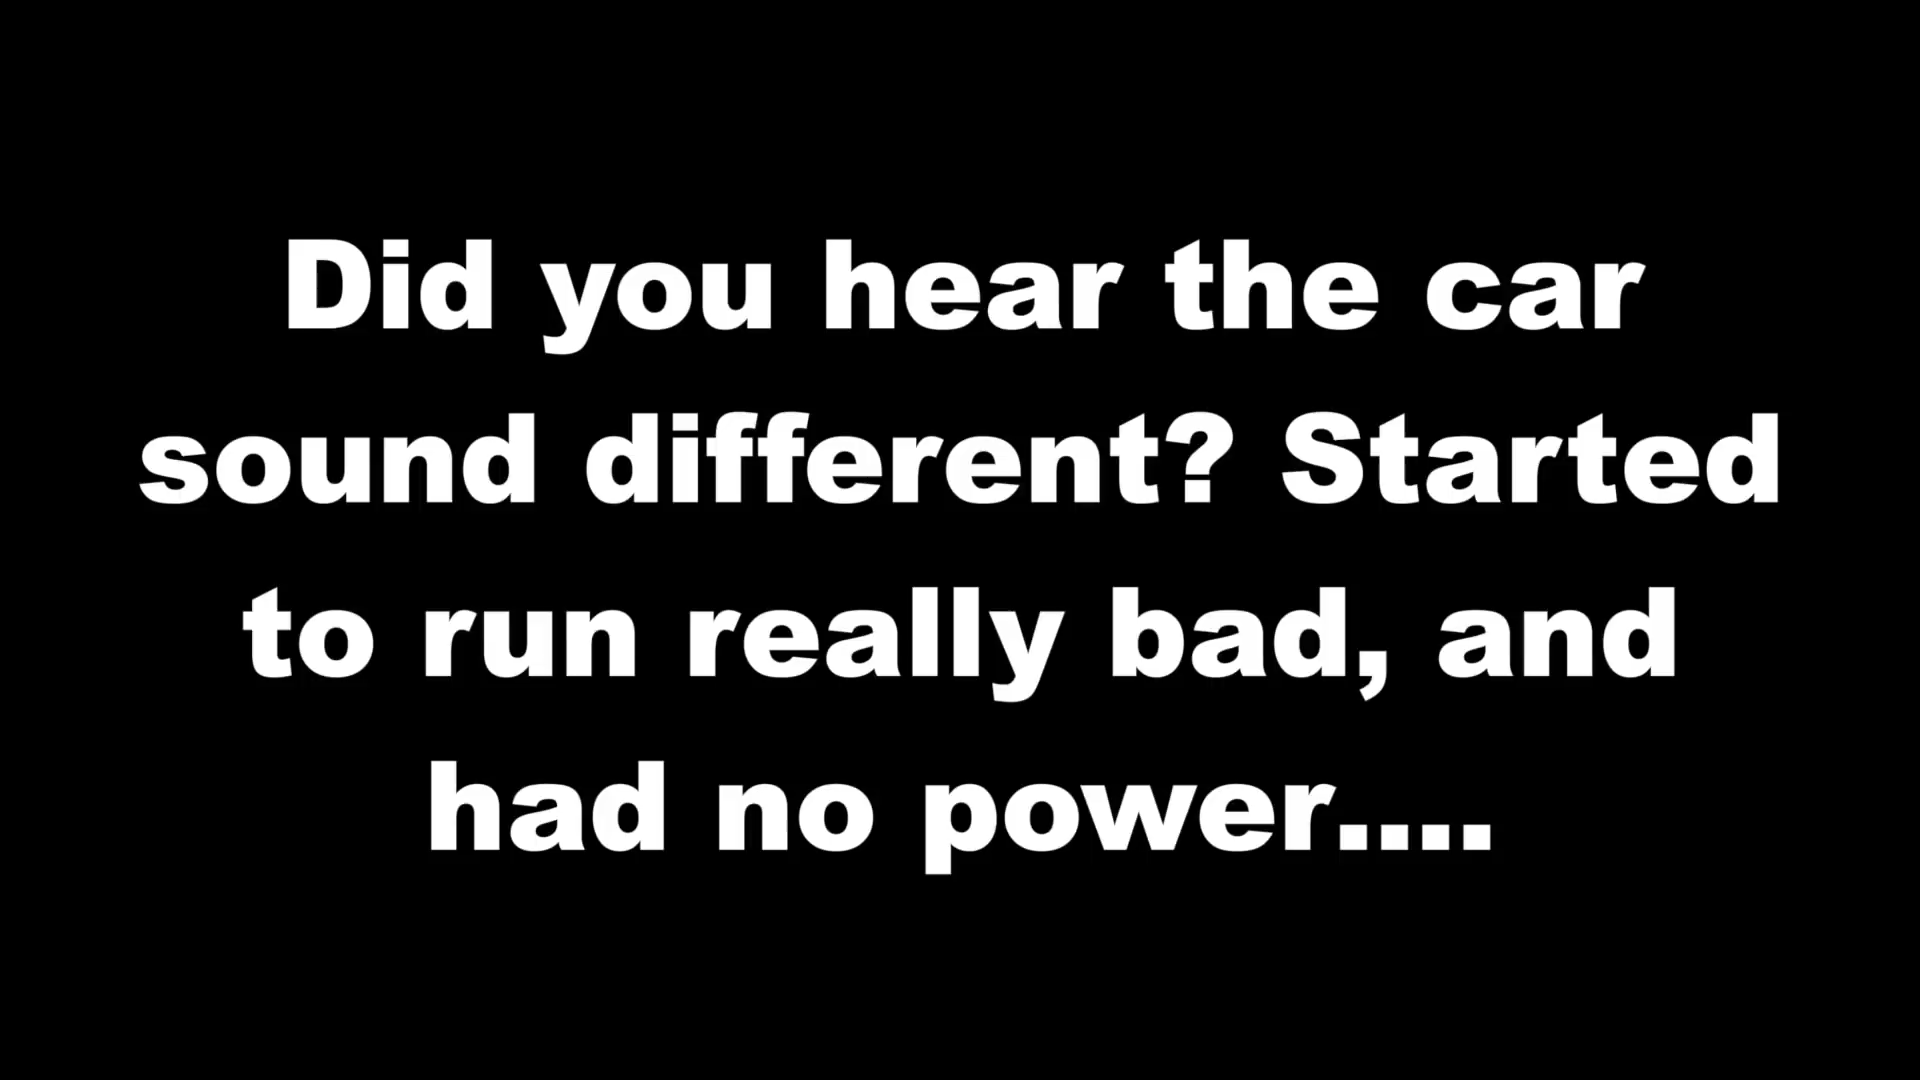 Did you hear the car
sound different? Started
to run really bad, and
had no power....